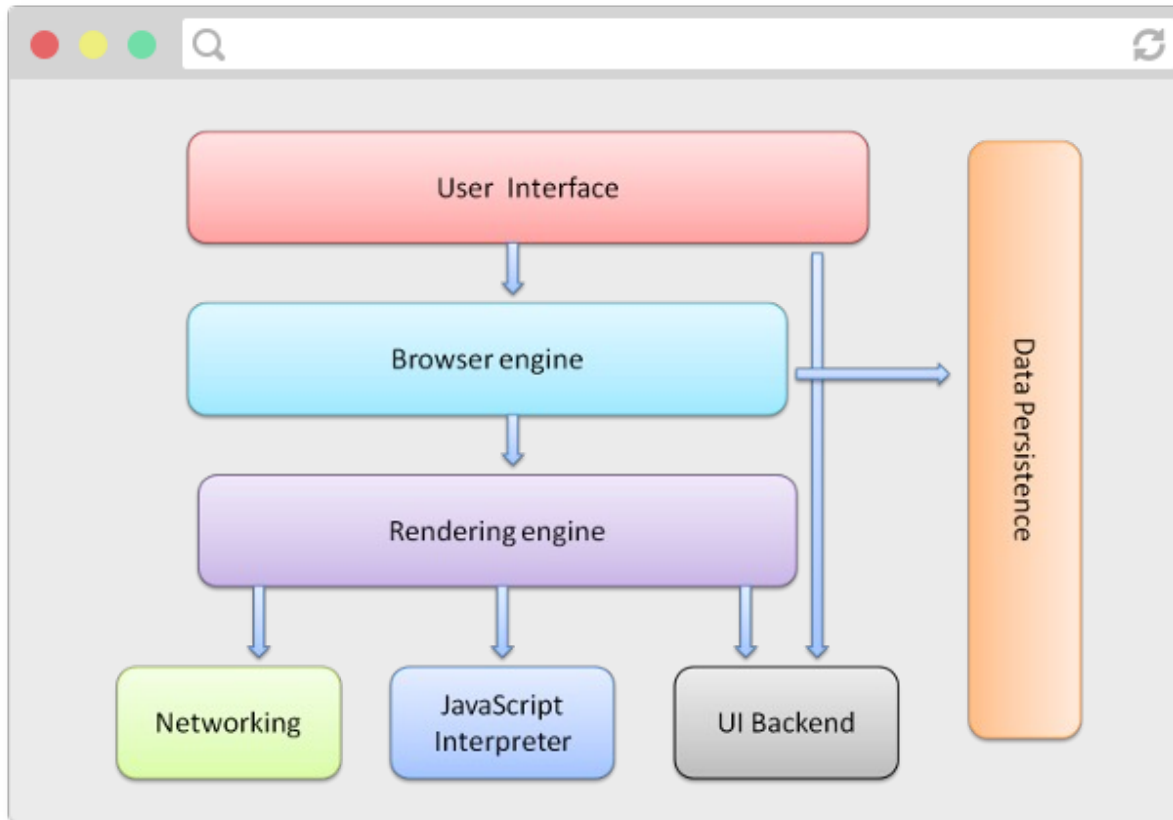 User  Interface
Browser engine
Data Persistence
Rendering engine
Networking
JavaScript
Interpreter
UI Backend